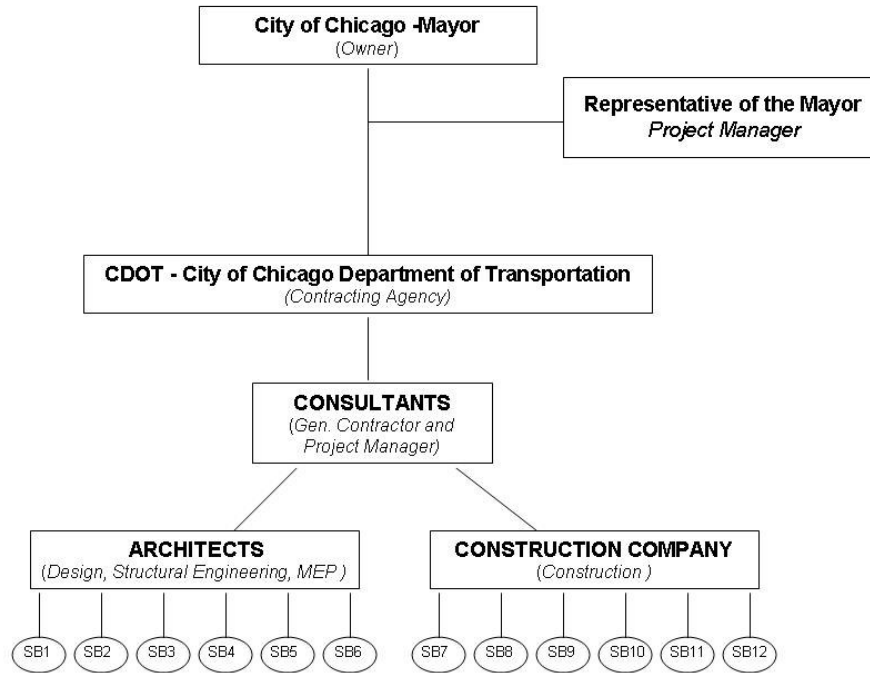 City of Chicago -Mayor
(Owner)
Representative of the Mayor
Project Manager
CDOT - City of Chicago Department of Transportation
(Contracting Agency)
CONSULTANTS
(Gen. Contractor and
Project Manager)
ARCHITECTS
(Design, Structural Engineering, MEP )
CONSTRUCTION COMPANY
(Construction )
SB1 SB2 SB3 SB4 SB5 SB6 SB7 SB8 SB9 SB10 SB11 SB12